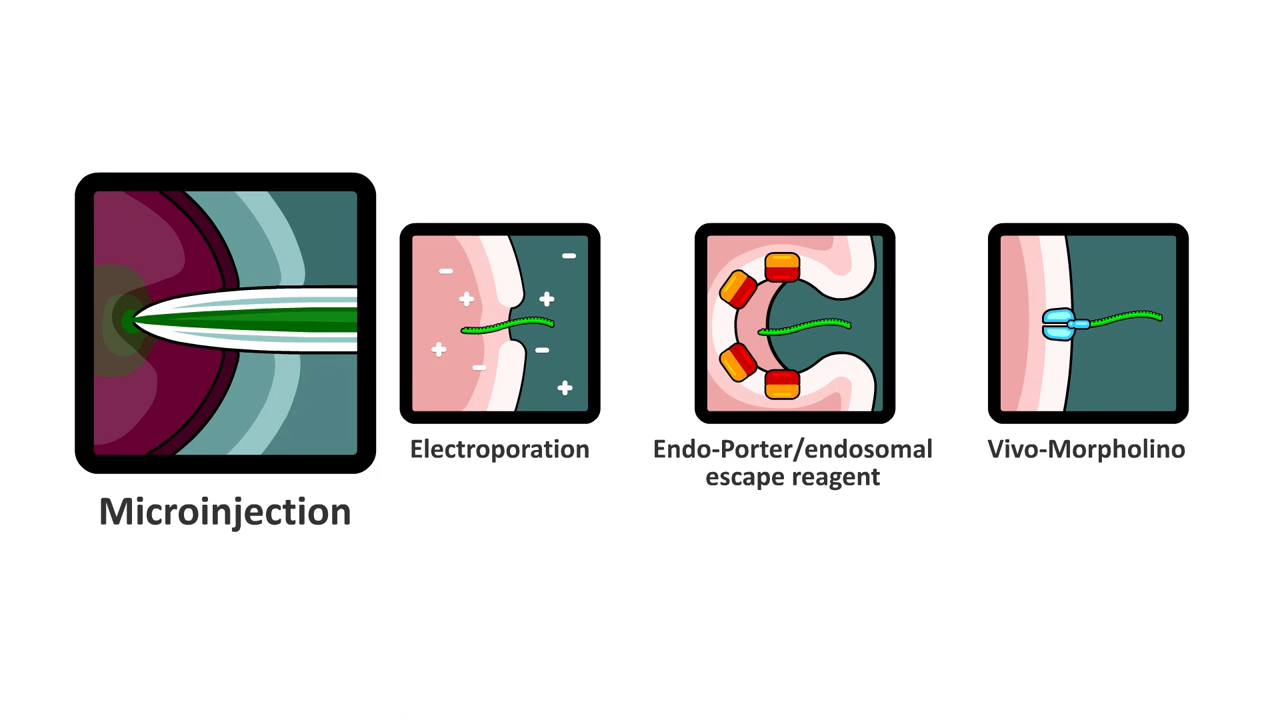 Microinjection
Electroporation
Endo-Porter/endosomal
escape reagent
Vivo-Morpholino